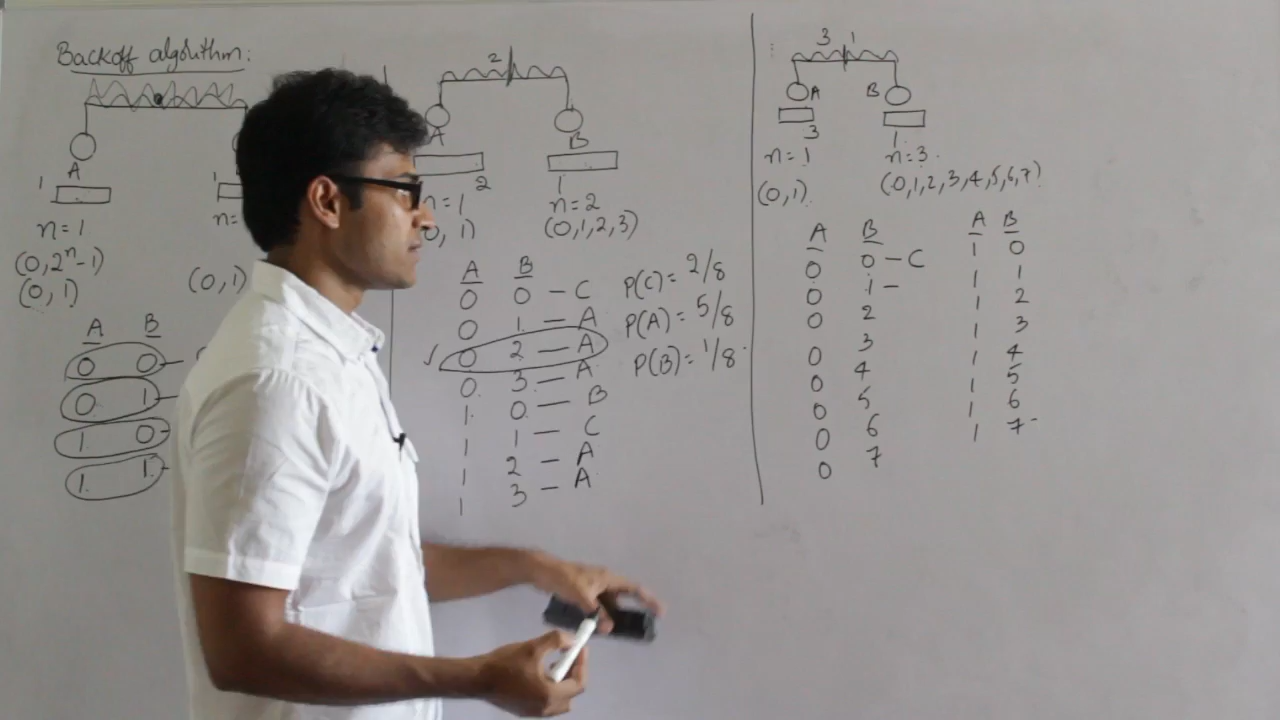 Backoff algorithm:
A
1
n=1
(0, 2ⁿ-1)
(0, 1)
1
n=
(0, 1)
A B
0 0 -
0 1 -
1 0 -
1 1 -
2
A B
2 1
n=1 n=2
0, 1) (0,1,2,3)
A B
0 0 - C
0 1 - A
✓ 0 2 - A
0 3 - A
1 0 - B
1 1 - C
1 2 - A
1 3 - A
P(C) = 2/8
P(A) = 5/8
P(B) = 1/8
3 1
A B
3 1
n=1 n=3
(0,1) (0,1,2,3,4,5,6,7)
A B
0 0 - C
0 1 -
0 2
0 3
0 4
0 5
0 6
0 7
A B
1 0
1 1
1 2
1 3
1 4
1 5
1 6
1 7 -